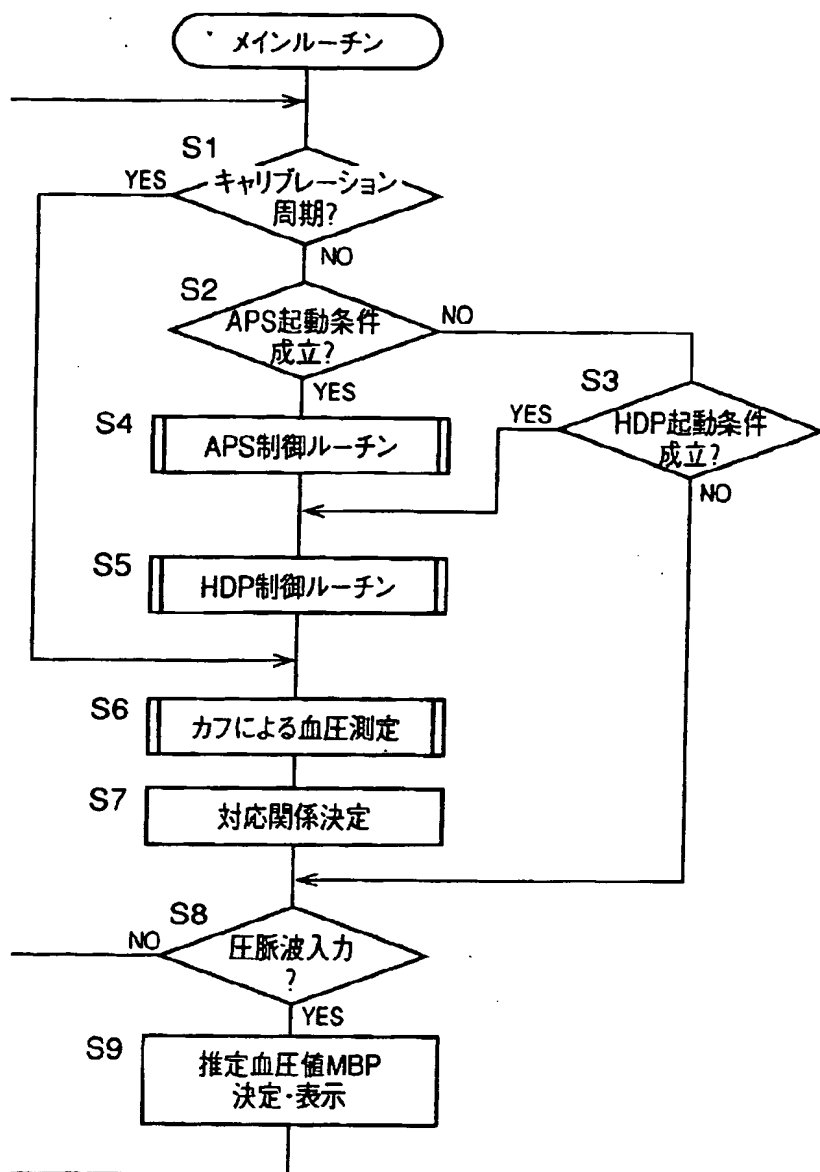 メインルーチン
S1
YES
キャリブレーション
周期?
NO
S2
APS起動条件
成立?
NO
YES
S3
YES
HDP起動条件
成立?
NO
S4
APS制御ルーチン
S5
HDP制御ルーチン
S6
カフによる血圧測定
S7
対応関係決定
S8
NO
圧脈波入力
?
YES
S9
推定血圧値MBP
決定・表示